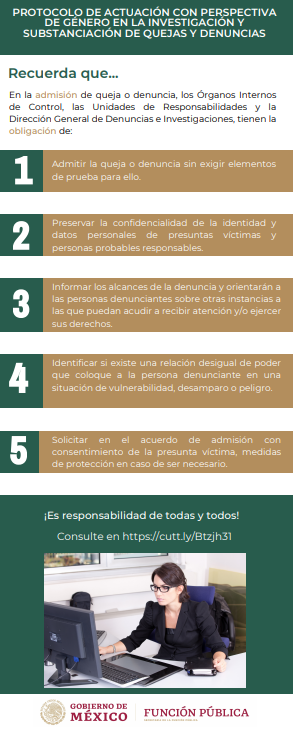 PROTOCOLO DE ACTUACIÓN CON PERSPECTIVA
DE GÉNERO EN LA INVESTIGACIÓN Y
SUBSTANCIACIÓN DE QUEJAS Y DENUNCIAS
Recuerda que...
En la admisión de queja o denuncia, los Órganos Internos
de Control, las Unidades de Responsabilidades y la
Dirección General de Denuncias e Investigaciones, tienen la
obligación de:
1
Admitir la queja o denuncia sin exigir elementos
de prueba para ello.
2
Preservar la confidencialidad de la identidad y
datos personales de presuntas víctimas y
personas probables responsables.
3
Informar los alcances de la denuncia y orientarán a
las personas denunciantes sobre otras instancias a
las que puedan acudir a recibir atención y/o ejercer
sus derechos.
4
Identificar si existe una relación desigual de poder
que coloque a la persona denunciante en una
situación de vulnerabilidad, desamparo o peligro.
5
Solicitar en el acuerdo de admisión con
consentimiento de la presunta víctima, medidas
de protección en caso de ser necesario.
¡Es responsabilidad de todas y todos!
Consulte en https://cutt.ly/Btzjh31
GOBIERNO DE
MÉXICO
FUNCIÓN PÚBLICA